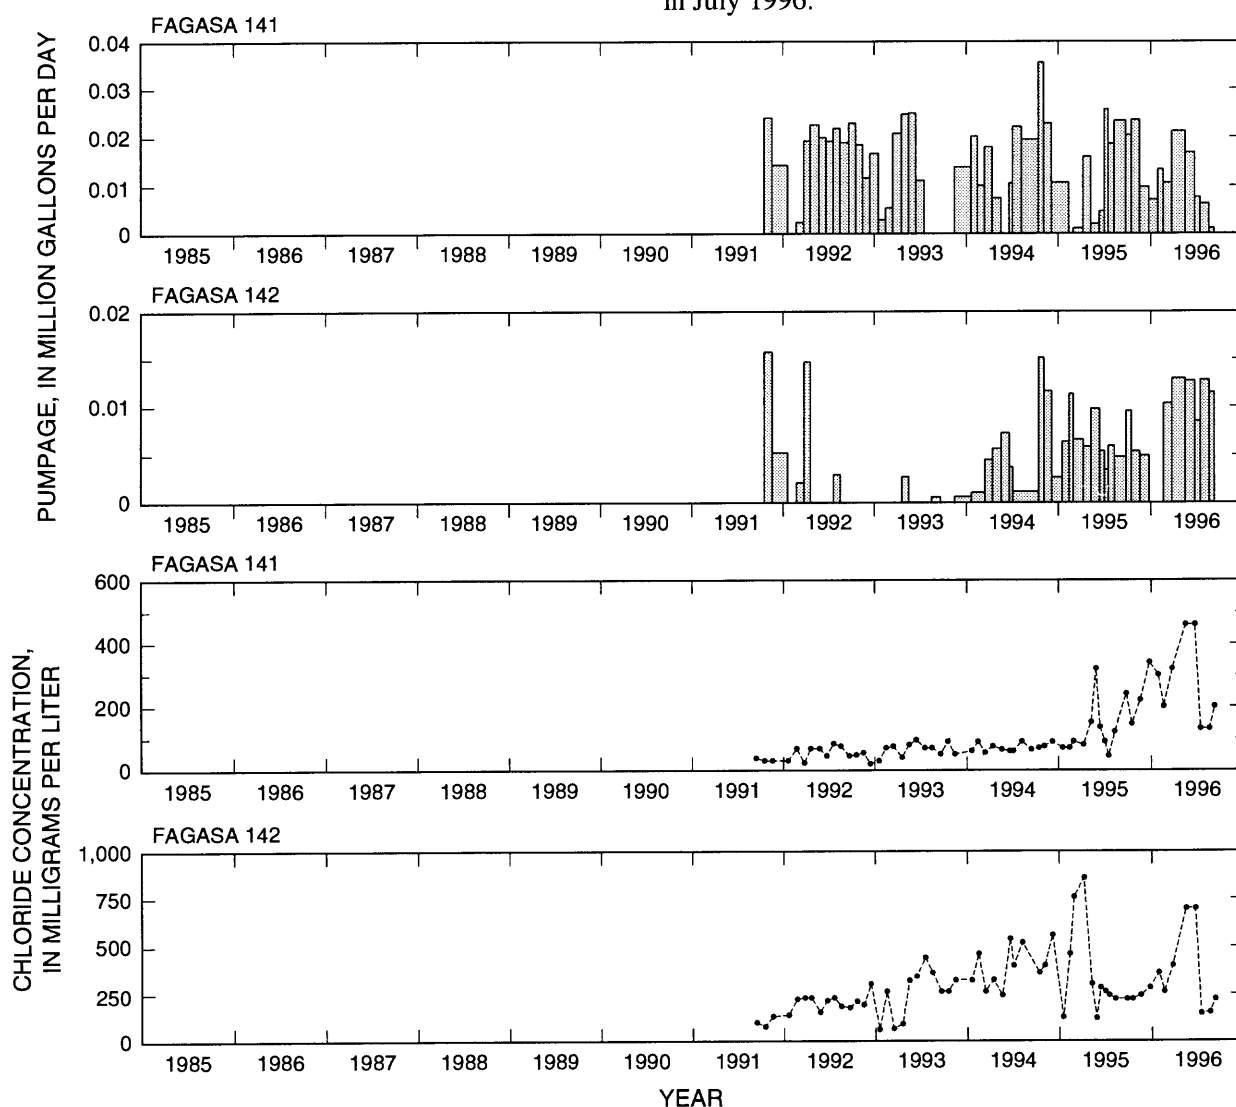 in July 1996.
FAGASA 141
0.04
0.03
0.02
0.01
0
1985 1986 1987 1988 1989 1990 1991 1992 1993 1994 1995 1996
FAGASA 142
0.02
0.01
0
1985 1986 1987 1988 1989 1990 1991 1992 1993 1994 1995 1996
PUMPAGE, IN MILLION GALLONS PER DAY
FAGASA 141
600
400
200
0
1985 1986 1987 1988 1989 1990 1991 1992 1993 1994 1995 1996
FAGASA 142
1,000
750
500
250
0
1985 1986 1987 1988 1989 1990 1991 1992 1993 1994 1995 1996
CHLORIDE CONCENTRATION,
IN MILLIGRAMS PER LITER
YEAR